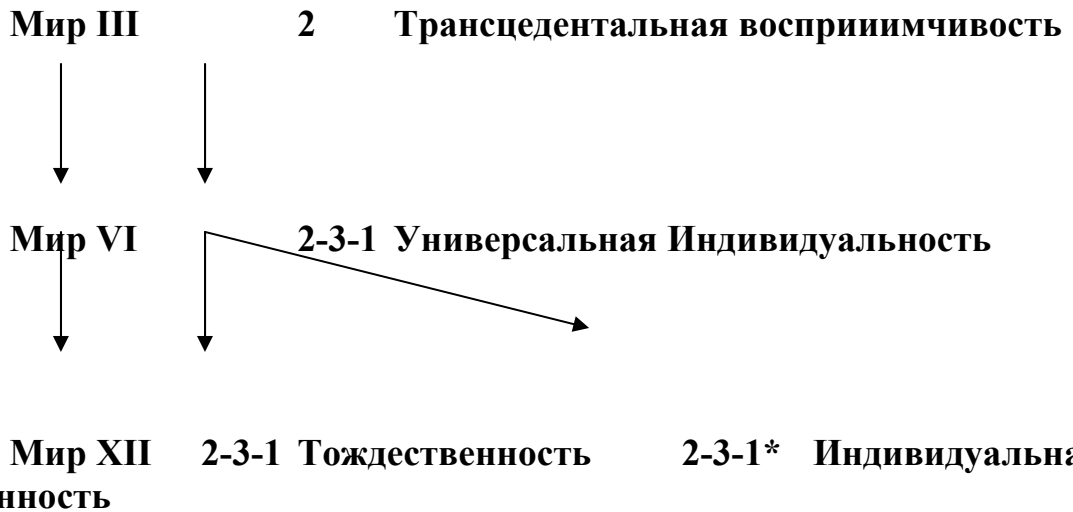 Мир III 2 Трансцедентальная восприиимчивость
Мир VI 2-3-1 Универсальная Индивидуальность
Мир XII 2-3-1 Тождественность 2-3-1* Индивидуальна
нность